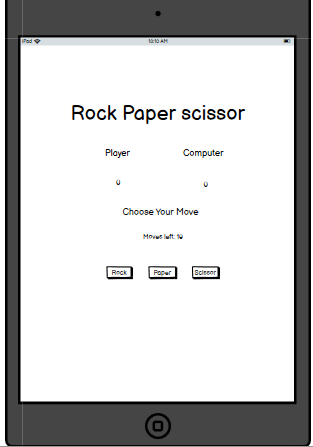 iPad 10:10 AM
Rock Paper scissor
Player Computer
0 0
Choose Your Move
Moves left: 10
Rock Paper Scissor